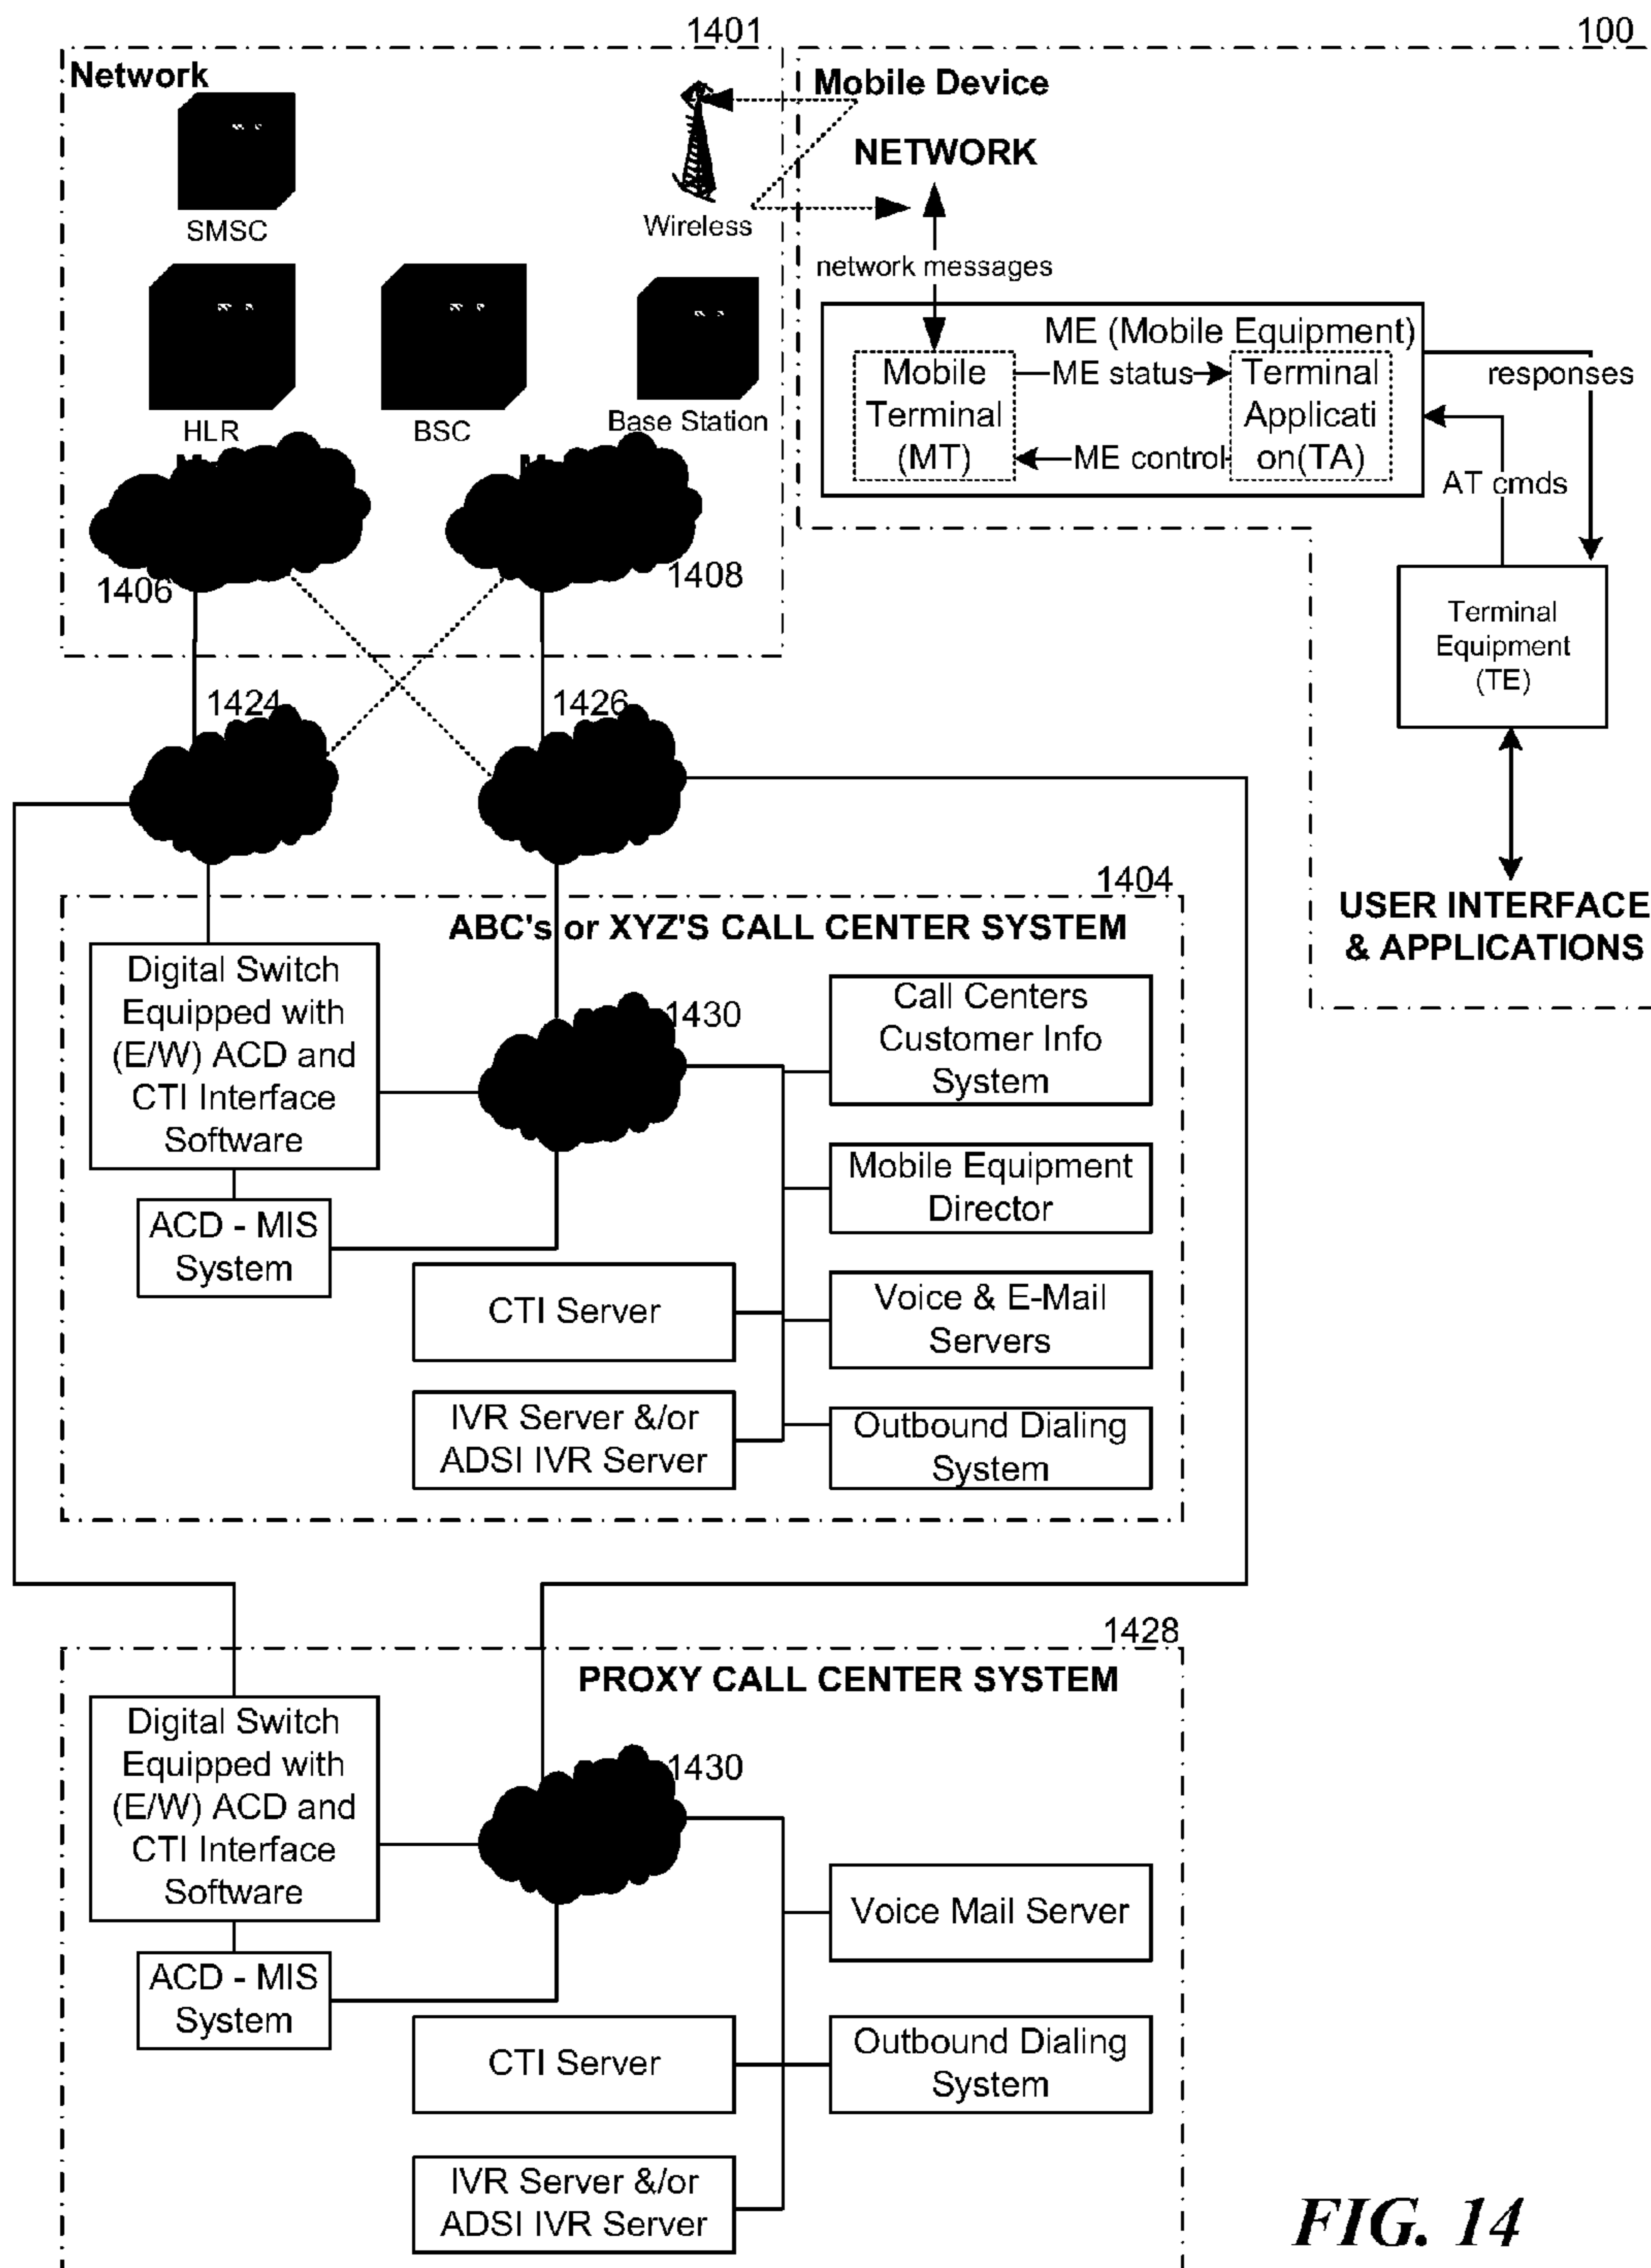 1401
100
Network
Mobile Device
NETWORK
SMSC
Wireless
network messages
ME (Mobile Equipment)
Mobile
Terminal
(MT)
ME status
ME control
Terminal
Applicati
on(TA)
responses
AT cmds
HLR
BSC
Base Station
1406
1408
Terminal
Equipment
(TE)
1424
1426
USER INTERFACE
& APPLICATIONS
1404
ABC's or XYZ'S CALL CENTER SYSTEM
Digital Switch
Equipped with
(E/W) ACD and
CTI Interface
Software
1430
Call Centers
Customer Info
System
Mobile Equipment
Director
ACD - MIS
System
CTI Server
Voice & E-Mail
Servers
IVR Server &/or
ADSI IVR Server
Outbound Dialing
System
1428
PROXY CALL CENTER SYSTEM
Digital Switch
Equipped with
(E/W) ACD and
CTI Interface
Software
1430
Voice Mail Server
ACD - MIS
System
CTI Server
Outbound Dialing
System
IVR Server &/or
ADSI IVR Server
FIG. 14